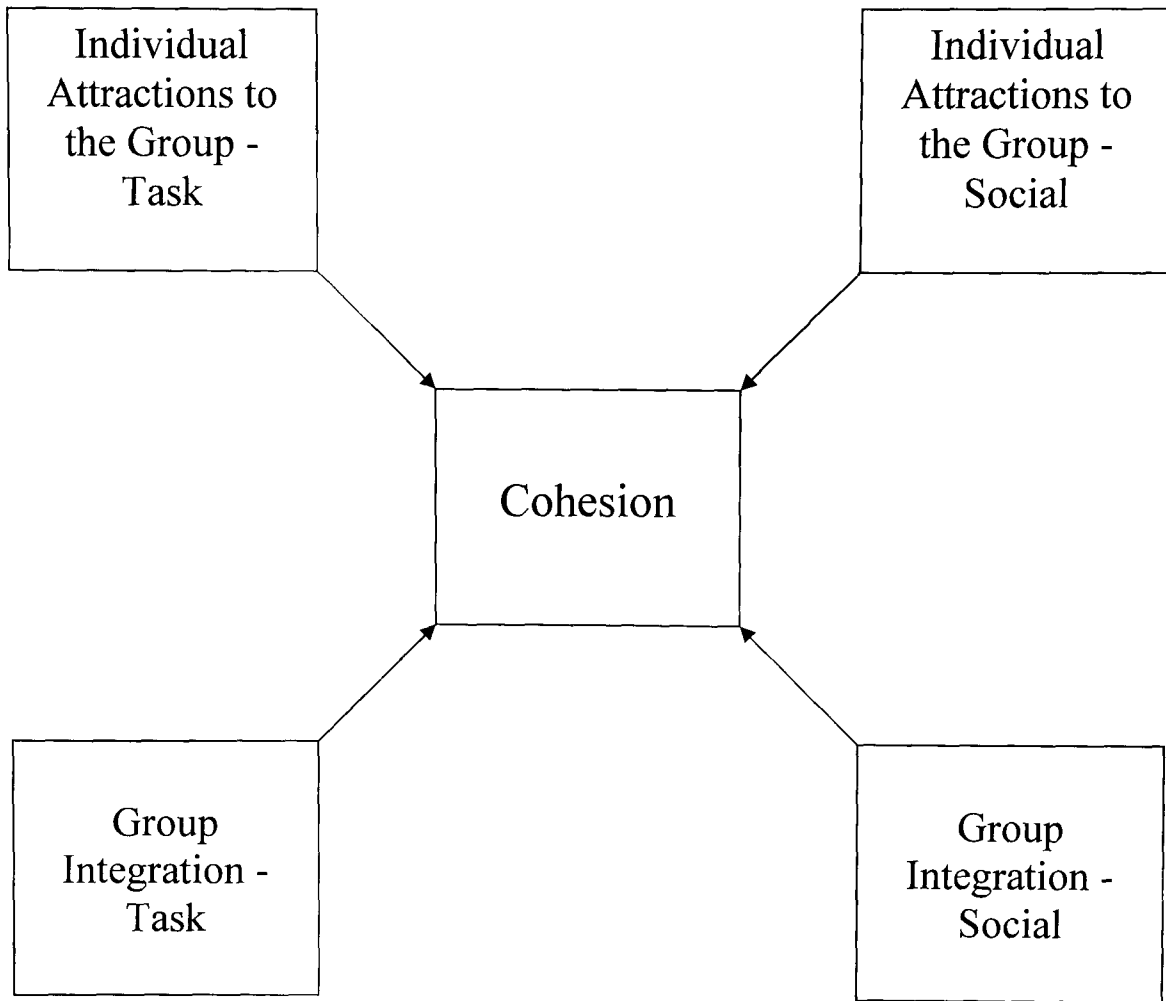 Individual
Attractions to
the Group -
Task
Individual
Attractions to
the Group -
Social
Cohesion
Group
Integration -
Task
Group
Integration -
Social